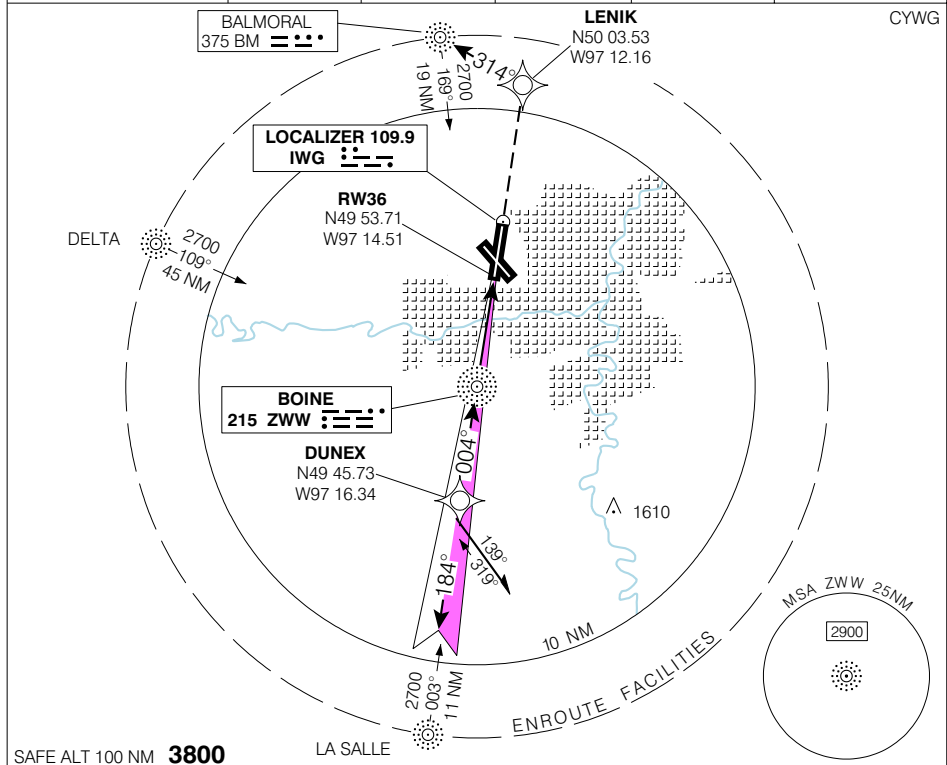 CYWG
BALMORAL
375 BM
LENIK
N50 03.53
W97 12.16
314°
2700
169°
19 NM
LOCALIZER 109.9
IWG
RW36
N49 53.71
W97 14.51
DELTA
2700
109°
45 NM
BOINE
215 ZWW
004°
DUNEX
N49 45.73
W97 16.34
1610
139°
319°
184°
MSA ZWW 25NM
2900
10 NM
ENROUTE FACILITIES
2700
003°
11 NM
LA SALLE
SAFE ALT 100 NM 3800